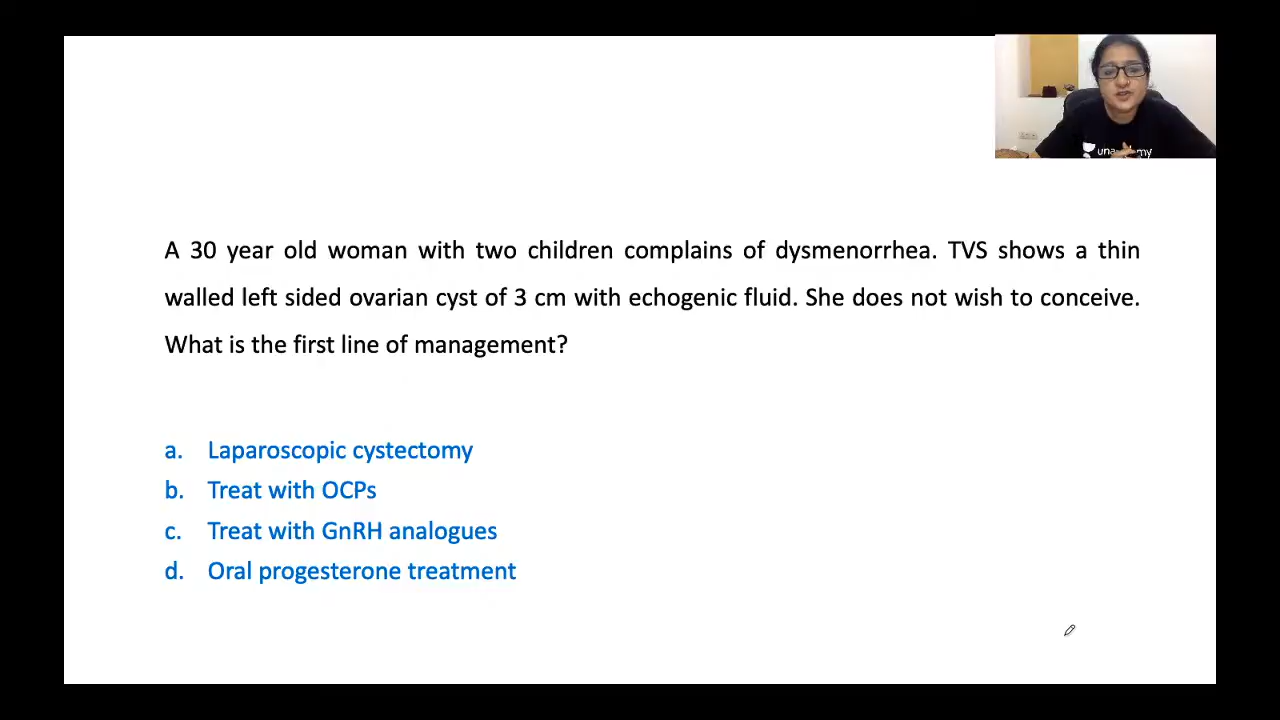 unacademy
A 30 year old woman with two children complains of dysmenorrhea. TVS shows a thin
walled left sided ovarian cyst of 3 cm with echogenic fluid. She does not wish to conceive.
What is the first line of management?
a. Laparoscopic cystectomy
b. Treat with OCPs
c. Treat with GnRH analogues
d. Oral progesterone treatment